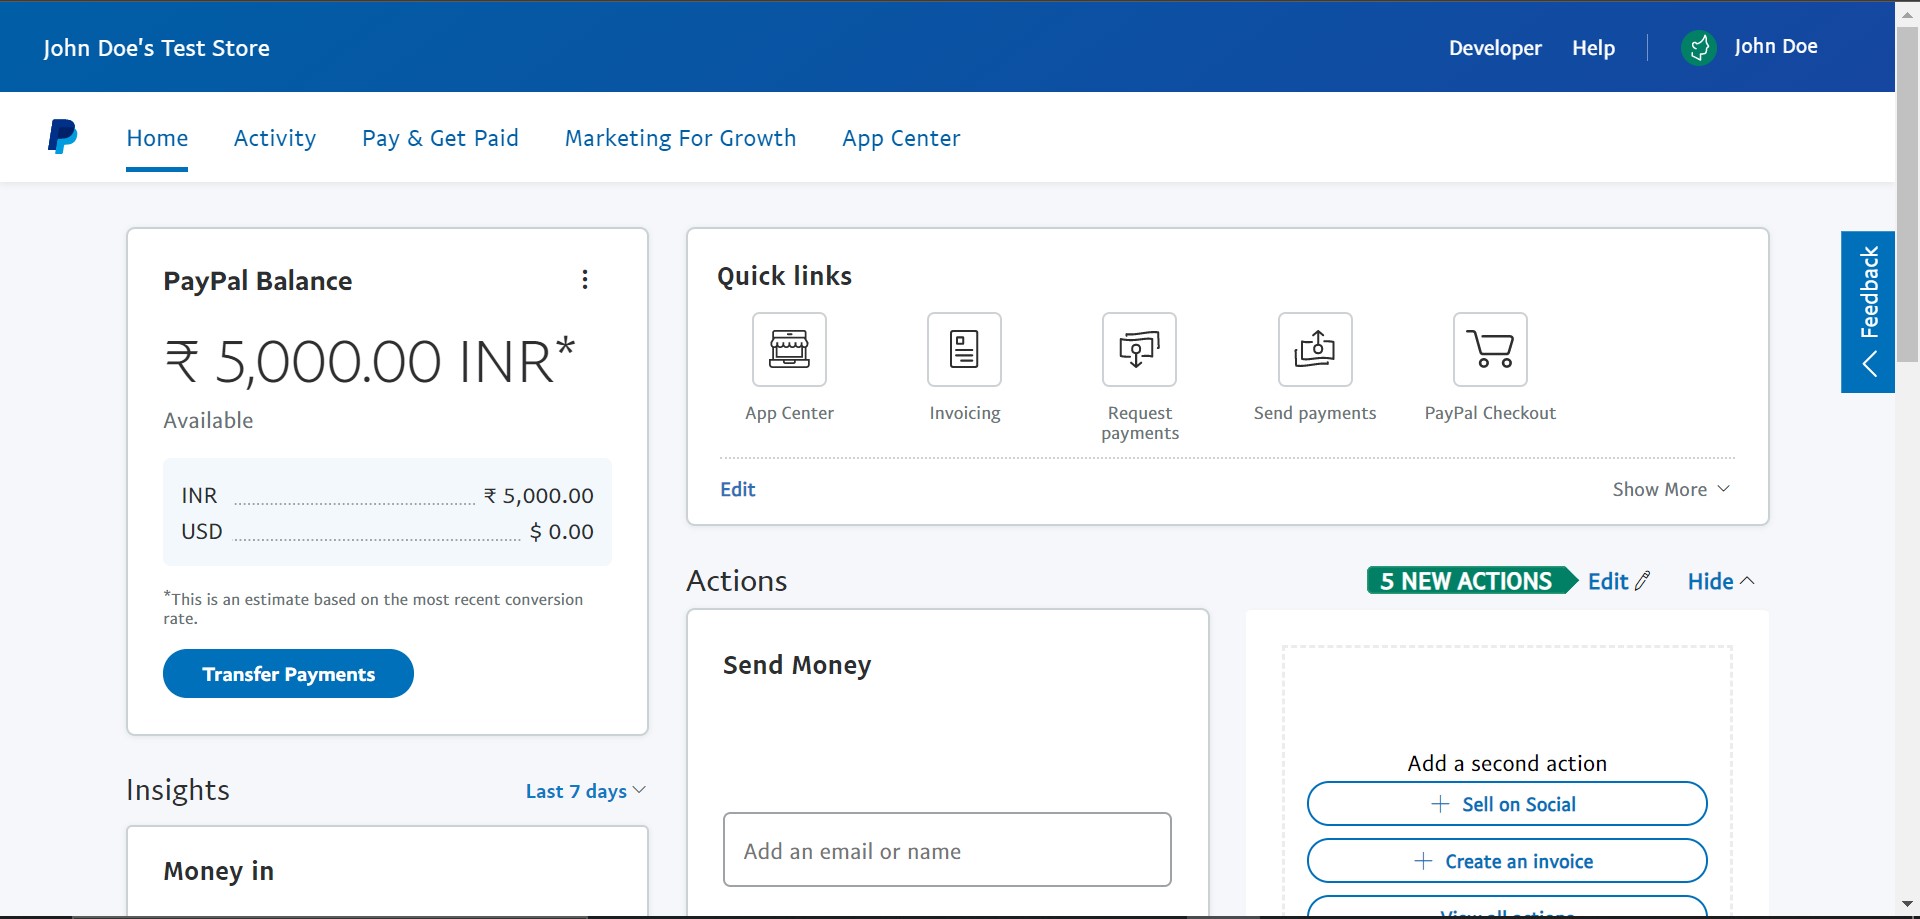 John Doe's Test Store
Developer
Help
John Doe
Home
Activity
Pay & Get Paid
Marketing For Growth
App Center
PayPal Balance
₹ 5,000.00 INR*
Available
INR ₹ 5,000.00
USD $ 0.00
*This is an estimate based on the most recent conversion
rate.
Transfer Payments
Insights
Last 7 days
Money in
Quick links
App Center
Invoicing
Request
payments
Send payments
PayPal Checkout
Edit
Show More
Actions
5 NEW ACTIONS
Edit
Hide
Send Money
Add an email or name
Add a second action
Sell on Social
Create an invoice
View all actions
Feedback